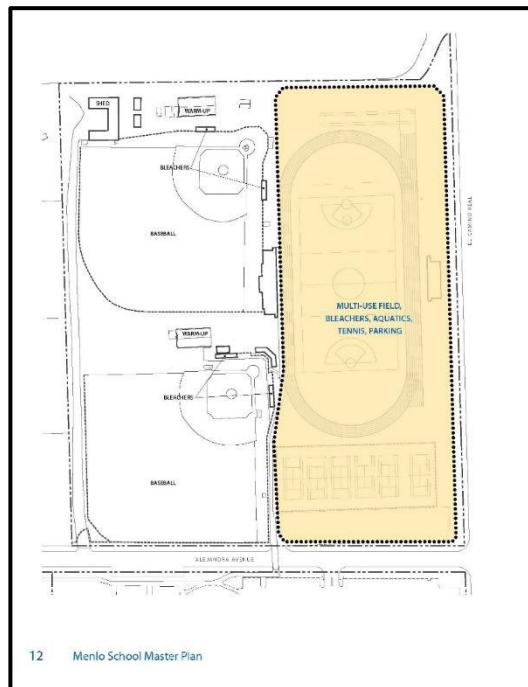 SHED
WARM-UP
BLEACHERS
BASEBALL
EL CAMINO REAL
MULTI-USE FIELD,
BLEACHERS, AQUATICS,
TENNIS, PARKING
WARM-UP
BLEACHERS
BASEBALL
ALEJANDRA AVENUE
12 Menlo School Master Plan